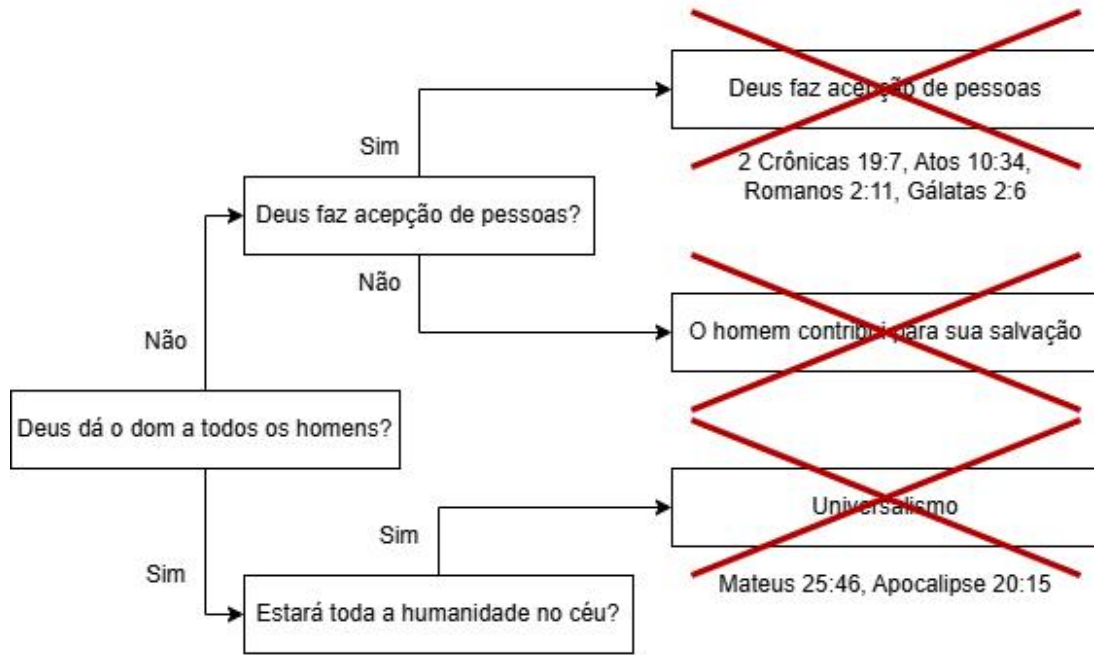 Deus faz acepção de pessoas
Sim
2 Crônicas 19:7, Atos 10:34,
Romanos 2:11, Gálatas 2:6
Deus faz acepção de pessoas?
Não
O homem contribui para sua salvação
Não
Deus dá o dom a todos os homens?
Universalismo
Sim
Sim
Mateus 25:46, Apocalipse 20:15
Estará toda a humanidade no céu?